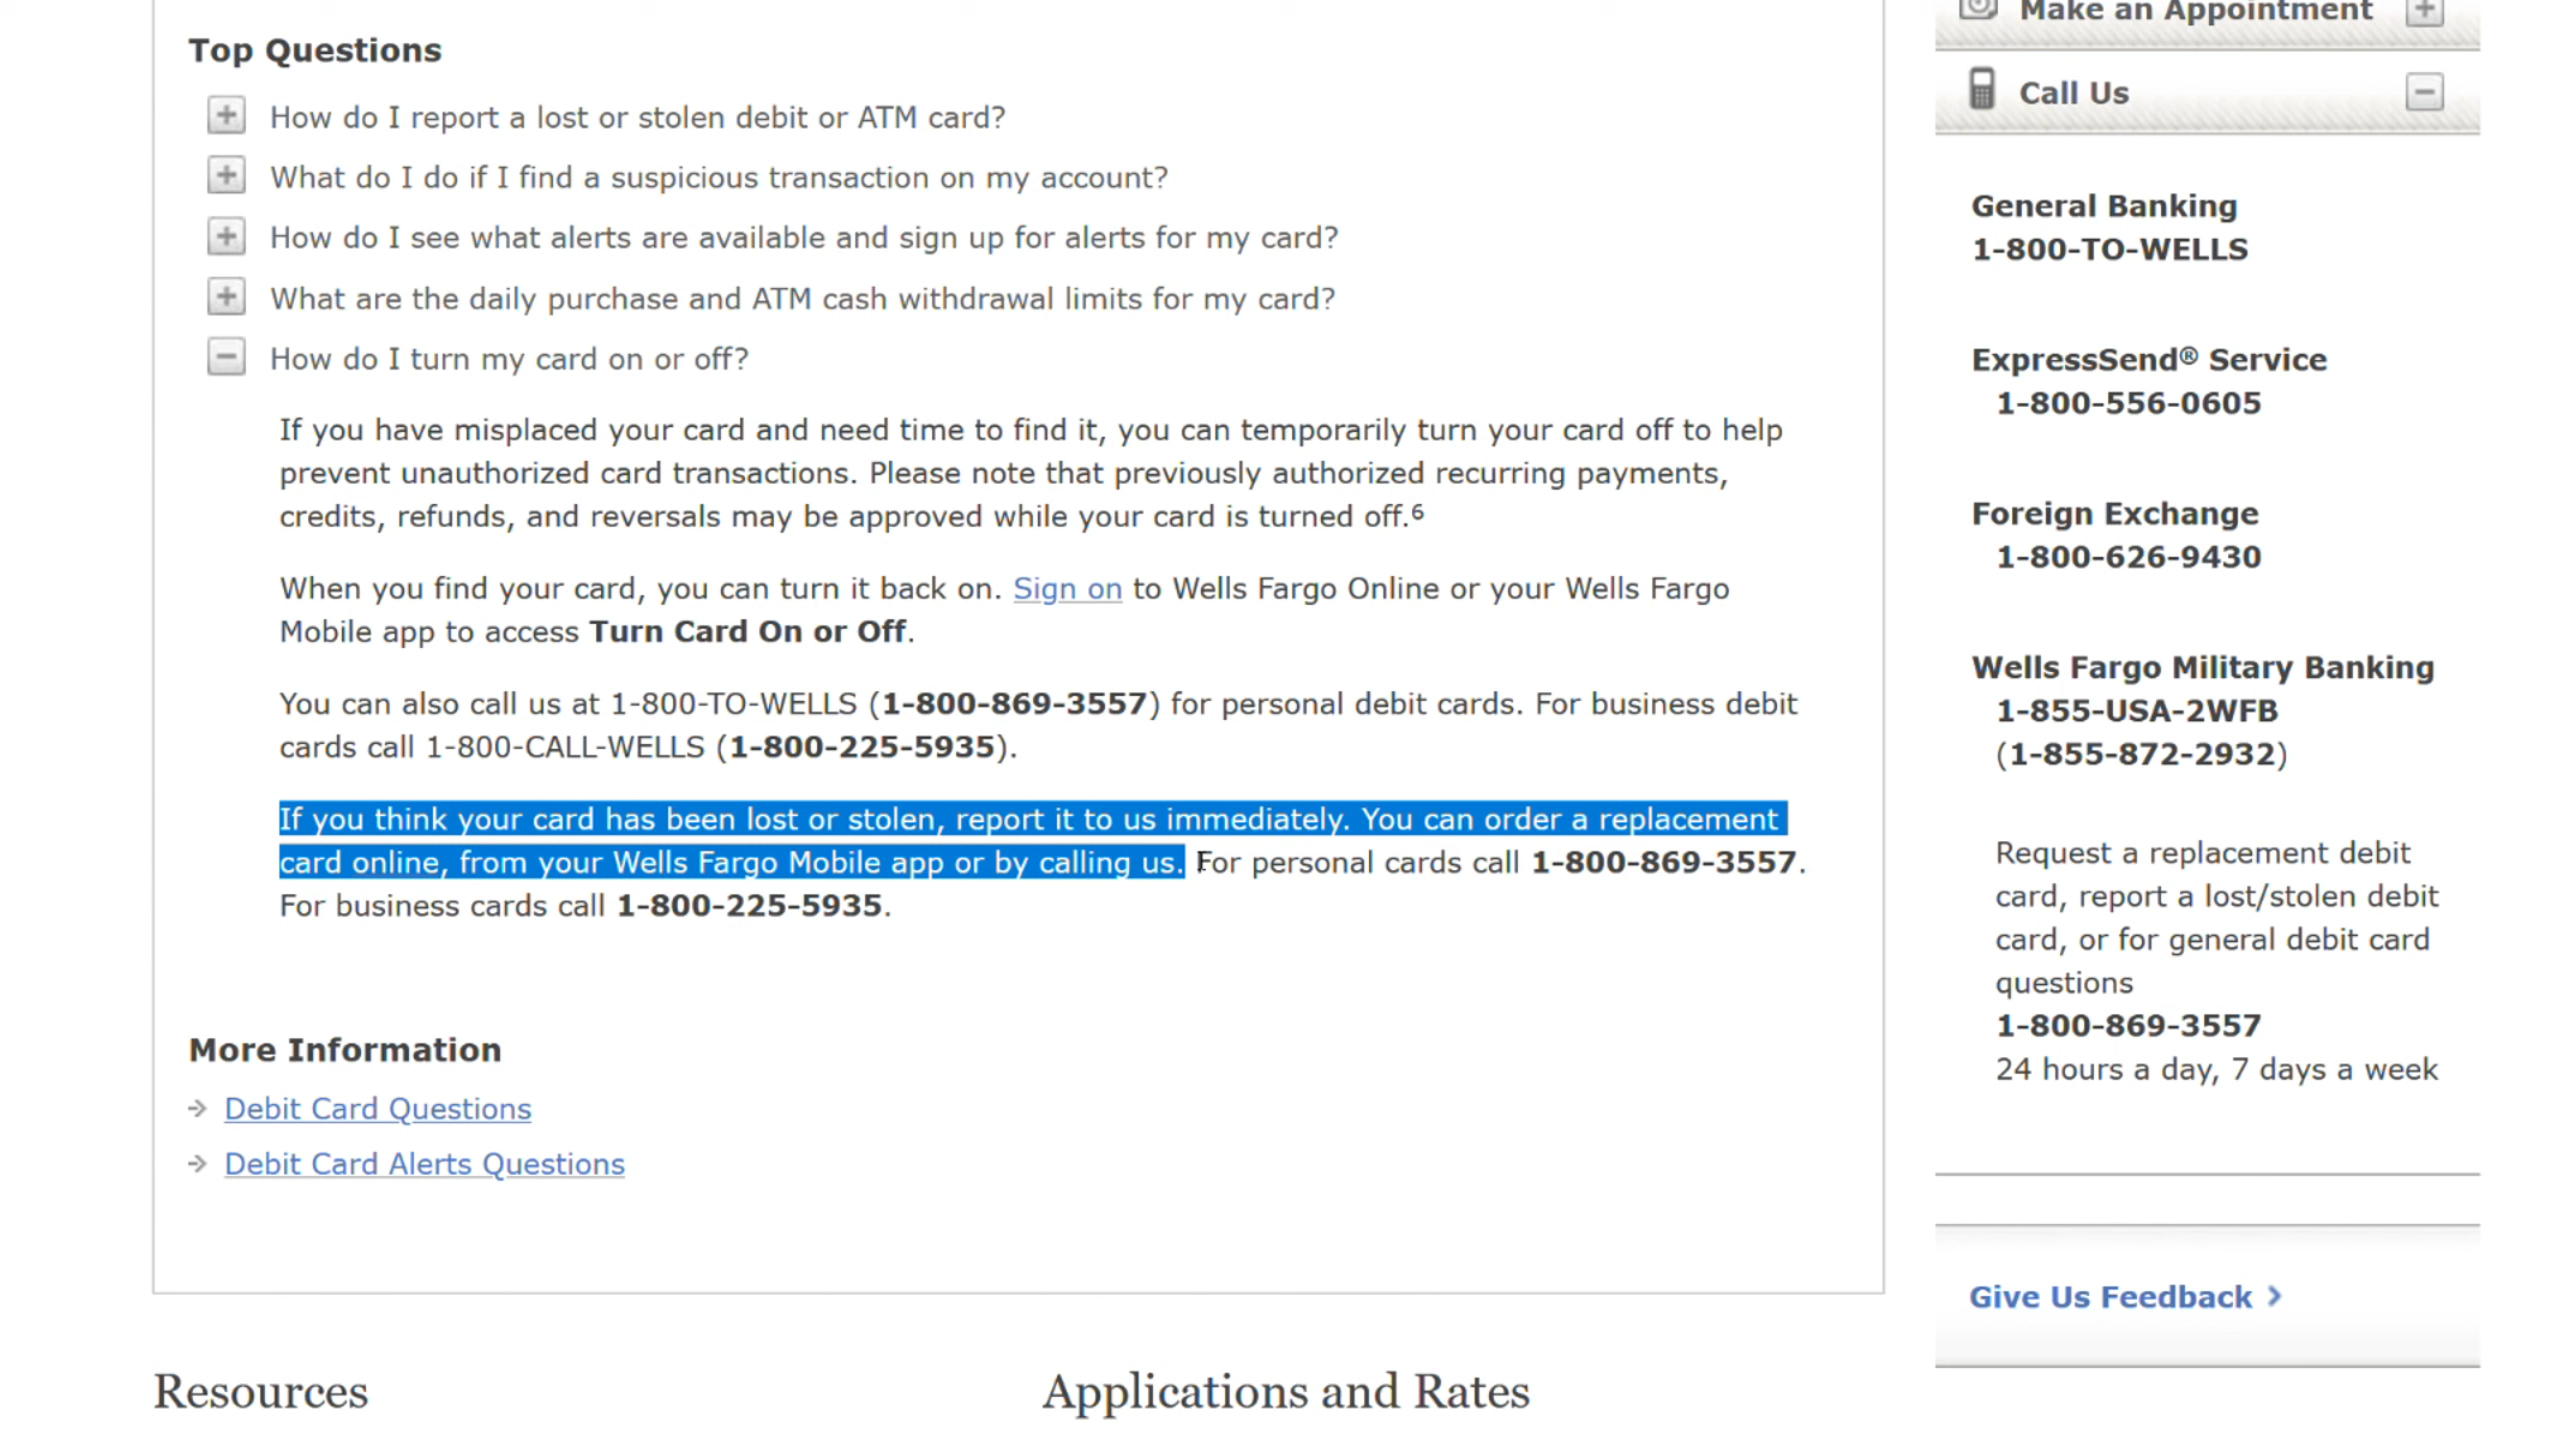 Top Questions
How do I report a lost or stolen debit or ATM card?
What do I do if I find a suspicious transaction on my account?
How do I see what alerts are available and sign up for alerts for my card?
What are the daily purchase and ATM cash withdrawal limits for my card?
How do I turn my card on or off?
If you have misplaced your card and need time to find it, you can temporarily turn your card off to help
prevent unauthorized card transactions. Please note that previously authorized recurring payments,
credits, refunds, and reversals may be approved while your card is turned off.⁶
When you find your card, you can turn it back on. Sign on to Wells Fargo Online or your Wells Fargo
Mobile app to access Turn Card On or Off.
You can also call us at 1-800-TO-WELLS (1-800-869-3557) for personal debit cards. For business debit
cards call 1-800-CALL-WELLS (1-800-225-5935).
If you think your card has been lost or stolen, report it to us immediately. You can order a replacement
card online, from your Wells Fargo Mobile app or by calling us. For personal cards call 1-800-869-3557.
For business cards call 1-800-225-5935.
More Information
Debit Card Questions
Debit Card Alerts Questions
Resources
Applications and Rates
Make an Appointment
Call Us
General Banking
1-800-TO-WELLS
ExpressSend® Service
1-800-556-0605
Foreign Exchange
1-800-626-9430
Wells Fargo Military Banking
1-855-USA-2WFB
(1-855-872-2932)
Request a replacement debit
card, report a lost/stolen debit
card, or for general debit card
questions
1-800-869-3557
24 hours a day, 7 days a week
Give Us Feedback